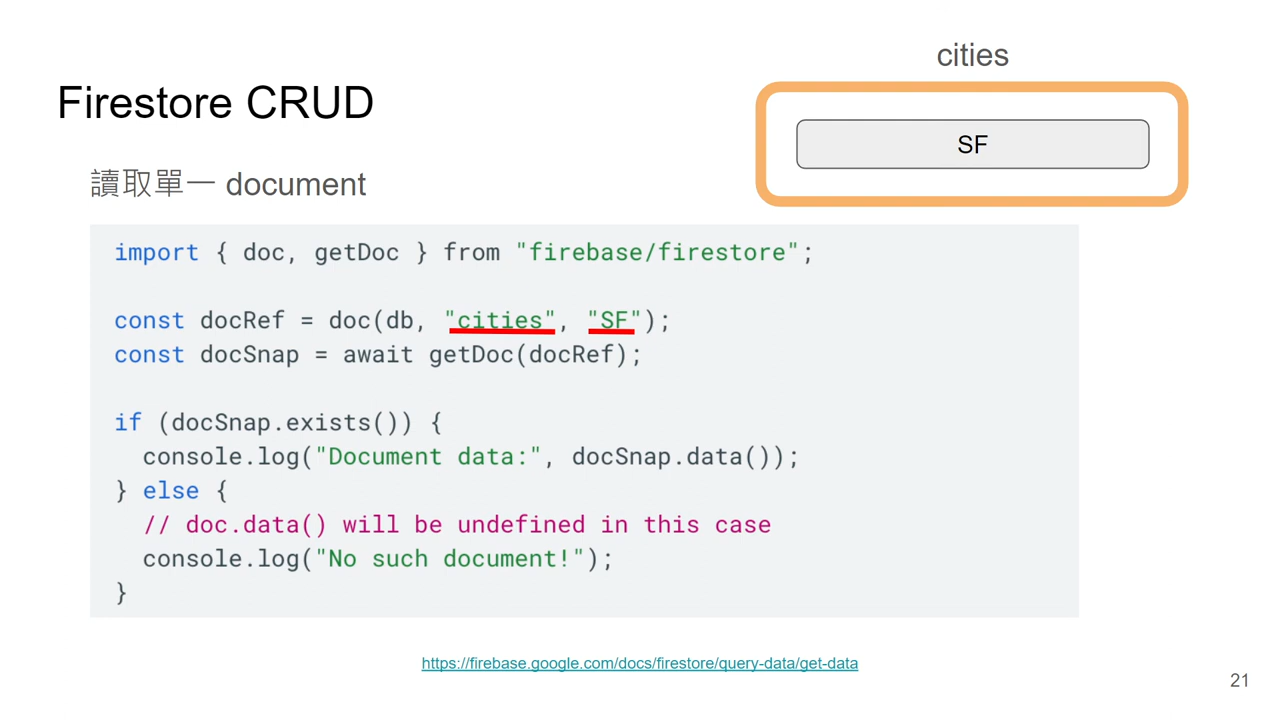 cities
Firestore CRUD
SF
讀取單一 document
import { doc, getDoc } from "firebase/firestore";
const docRef = doc(db, "cities", "SF");
const docSnap = await getDoc(docRef);
if (docSnap.exists()) {
  console.log("Document data:", docSnap.data());
} else {
  // doc.data() will be undefined in this case
  console.log("No such document!");
}
https://firebase.google.com/docs/firestore/query-data/get-data
21